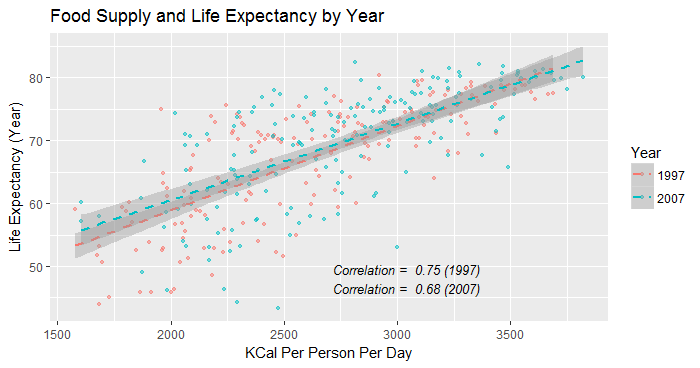 Food Supply and Life Expectancy by Year
Life Expectancy (Year)
80
70
60
50
Correlation = 0.75 (1997)
Correlation = 0.68 (2007)
1500 2000 2500 3000 3500
KCal Per Person Per Day
Year
1997
2007